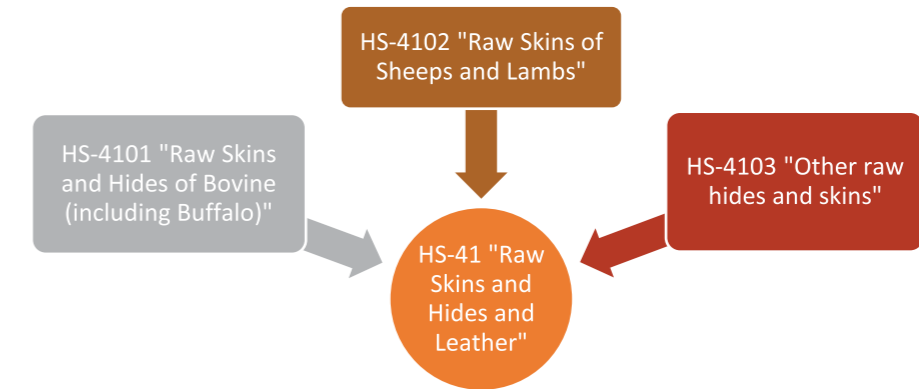 HS-4102 "Raw Skins of
Sheeps and Lambs"
HS-4101 "Raw Skins
and Hides of Bovine
(including Buffalo)"
HS-4103 "Other raw
hides and skins"
HS-41 "Raw
Skins and
Hides and
Leather"